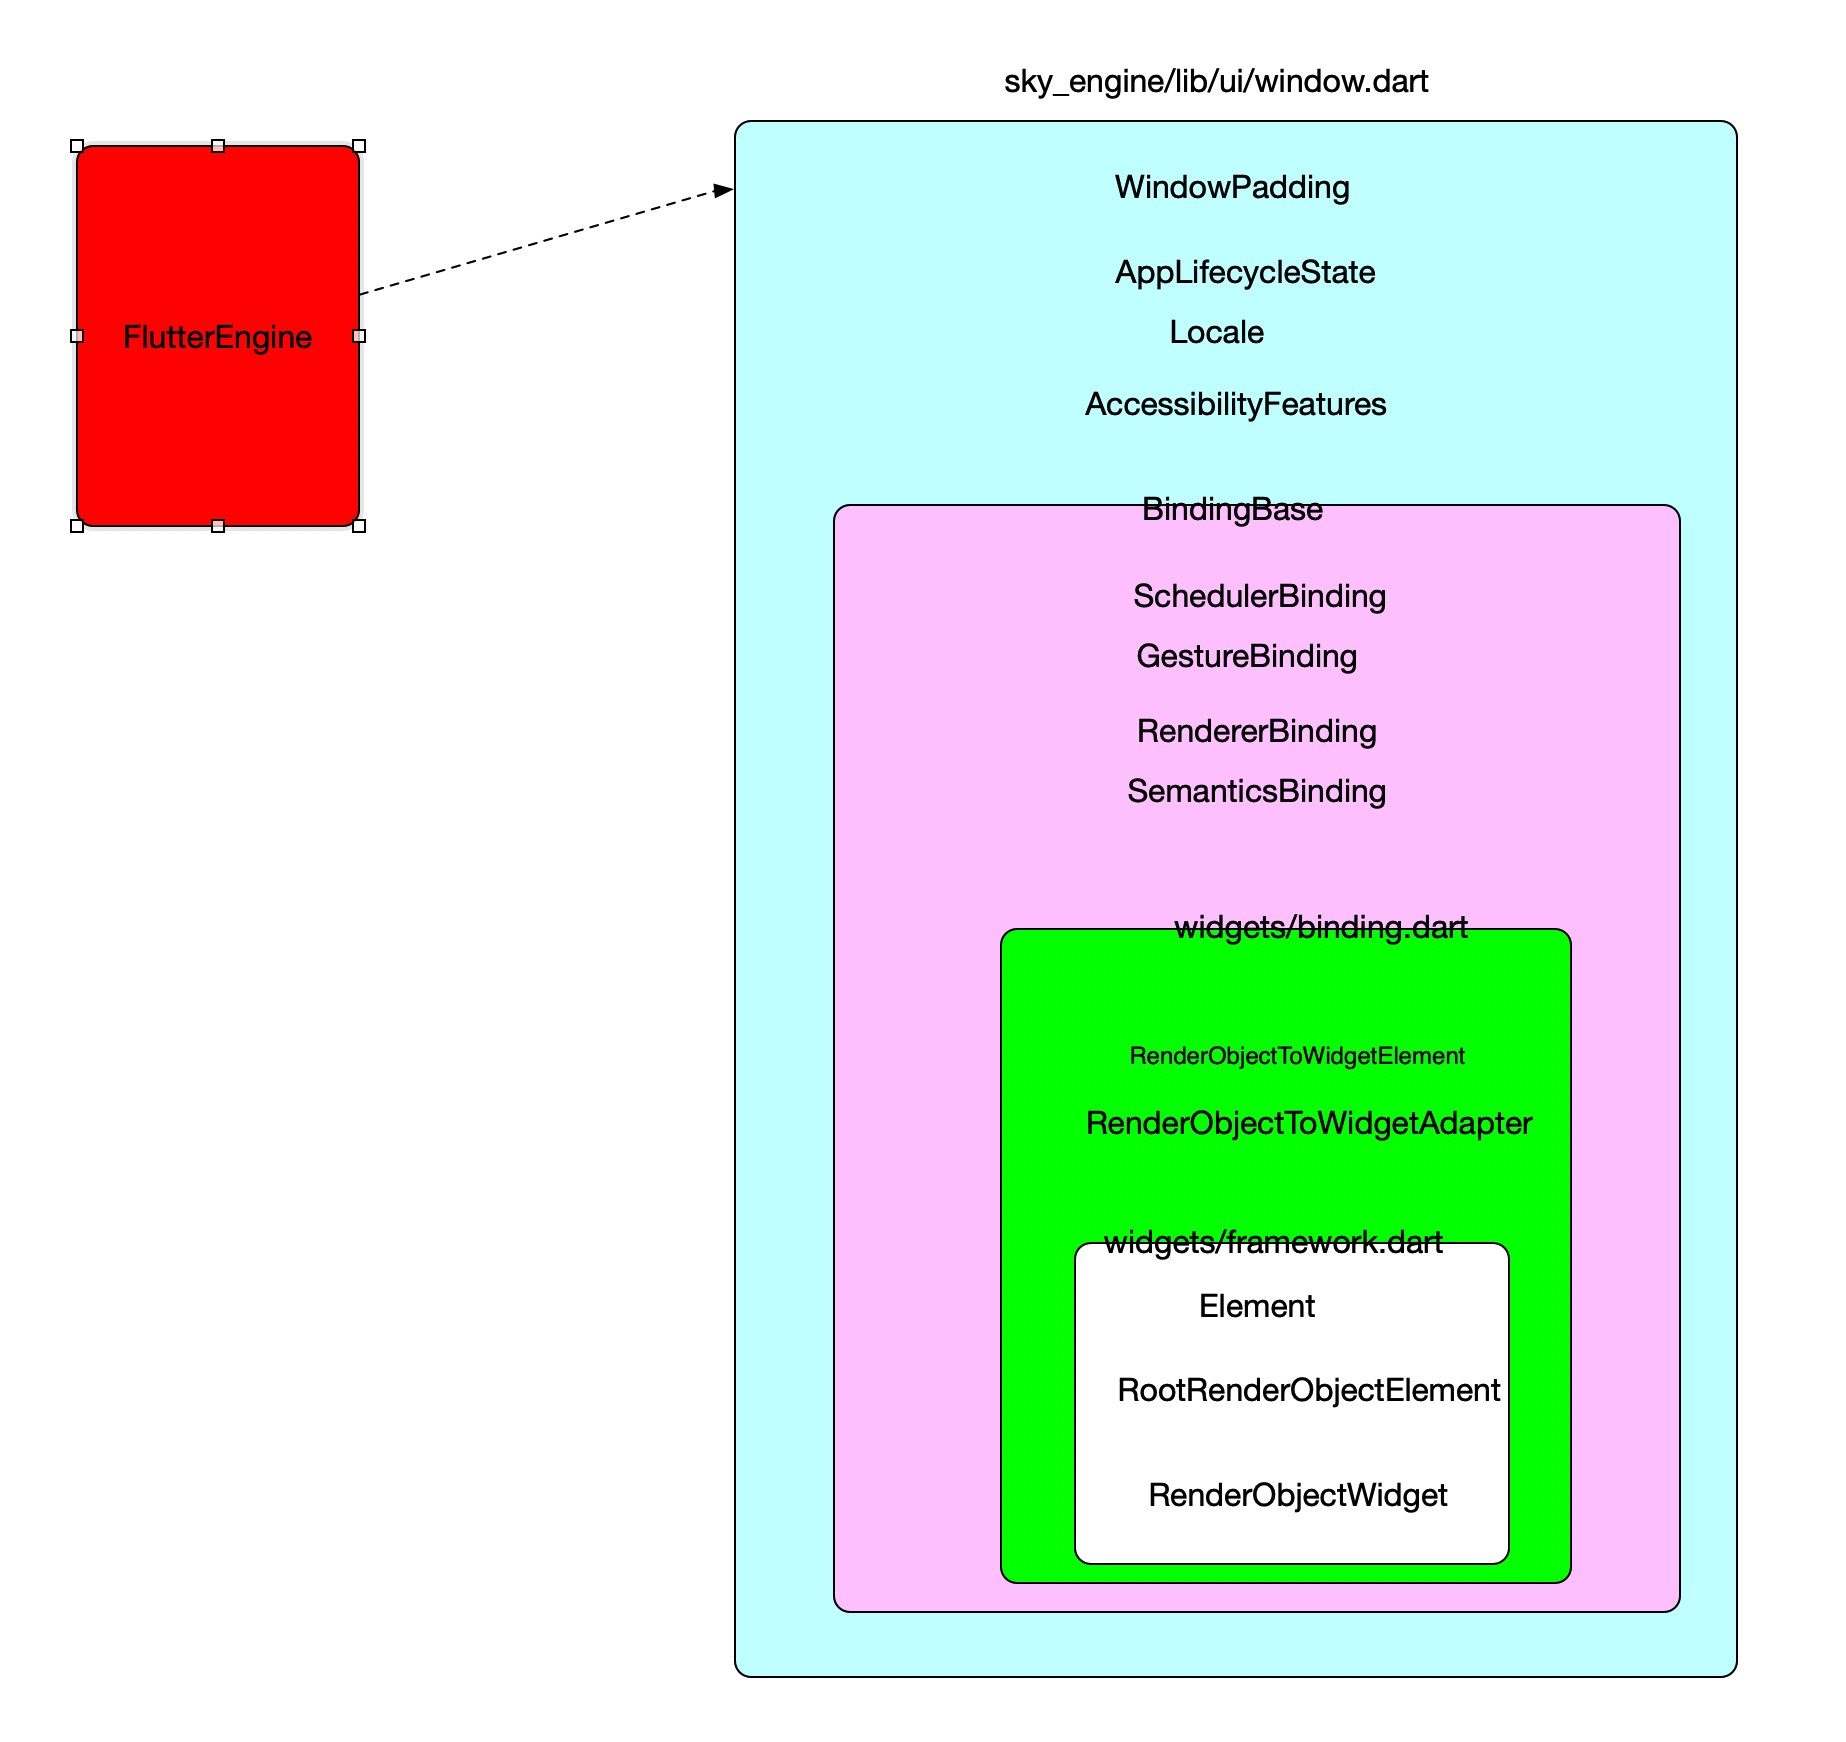 sky_engine/lib/ui/window.dart
FlutterEngine
WindowPadding
AppLifecycleState
Locale
AccessibilityFeatures
BindingBase
SchedulerBinding
GestureBinding
RendererBinding
SemanticsBinding
widgets/binding.dart
RenderObjectToWidgetElement
RenderObjectToWidgetAdapter
widgets/framework.dart
Element
RootRenderObjectElement
RenderObjectWidget